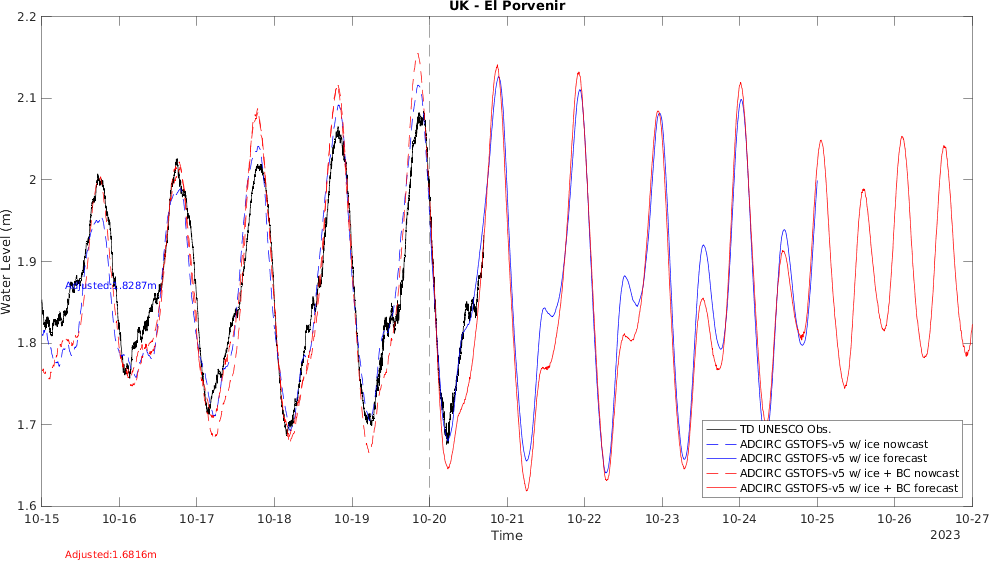 UK - El Porvenir
2.2
2.1
2
1.9
1.8
1.7
1.6
Water Level (m)
Adjusted:1.8287m
TD UNESCO Obs.
ADCIRC GSTOFS-v5 w/ ice nowcast
ADCIRC GSTOFS-v5 w/ ice forecast
ADCIRC GSTOFS-v5 w/ ice + BC nowcast
ADCIRC GSTOFS-v5 w/ ice + BC forecast
10-15 10-16 10-17 10-18 10-19 10-20 10-21 10-22 10-23 10-24 10-25 10-26 10-27
Time
2023
Adjusted:1.6816m